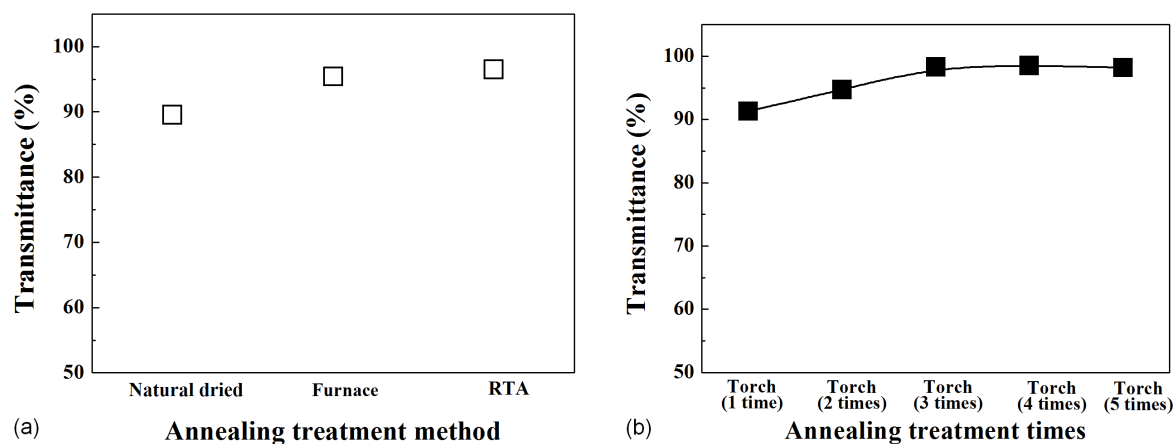 Transmittance (%)
100
90
80
70
60
50
Natural dried
Furnace
RTA
(a)
Annealing treatment method
Transmittance (%)
100
90
80
70
60
50
Torch
(1 time)
Torch
(2 times)
Torch
(3 times)
Torch
(4 times)
Torch
(5 times)
(b)
Annealing treatment times